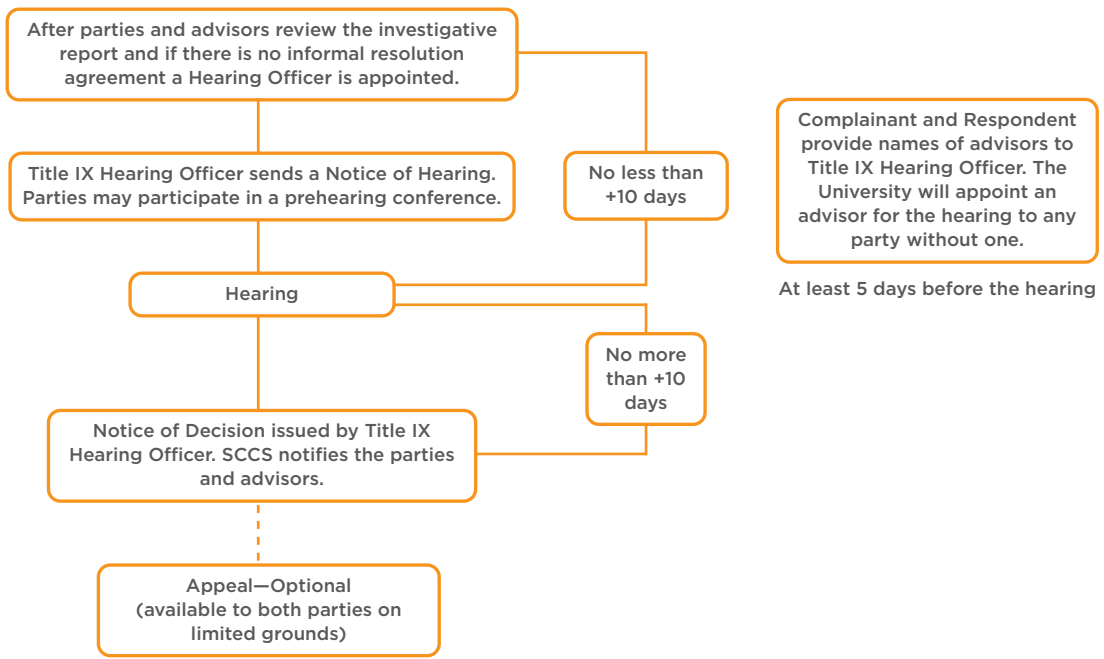 After parties and advisors review the investigative
report and if there is no informal resolution
agreement a Hearing Officer is appointed.
Title IX Hearing Officer sends a Notice of Hearing.
Parties may participate in a prehearing conference.
No less than
+10 days
Complainant and Respondent
provide names of advisors to
Title IX Hearing Officer. The
University will appoint an
advisor for the hearing to any
party without one.
At least 5 days before the hearing
Hearing
No more
than +10
days
Notice of Decision issued by Title IX
Hearing Officer. SCCS notifies the parties
and advisors.
Appeal—Optional
(available to both parties on
limited grounds)